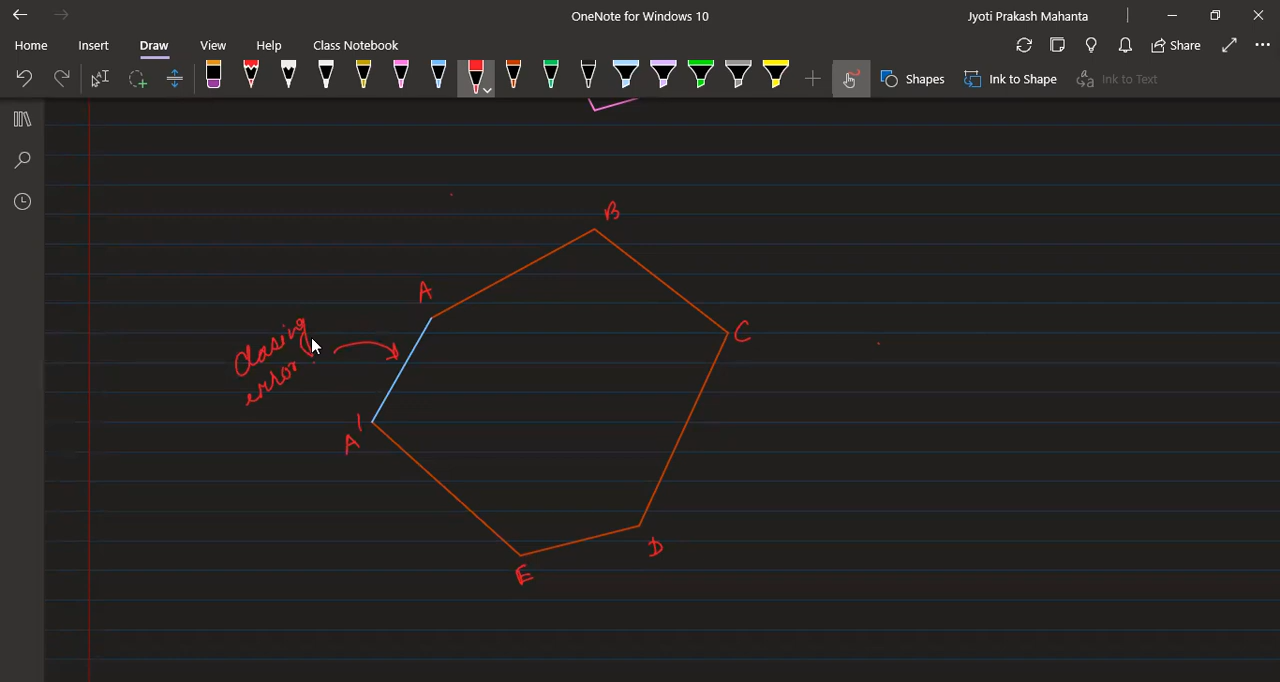 OneNote for Windows 10
Jyoti Prakash Mahanta
Home Insert Draw View Help Class Notebook
Share
Shapes Ink to Shape Ink to Text
B
A
C
closing
error.
A'
D
E